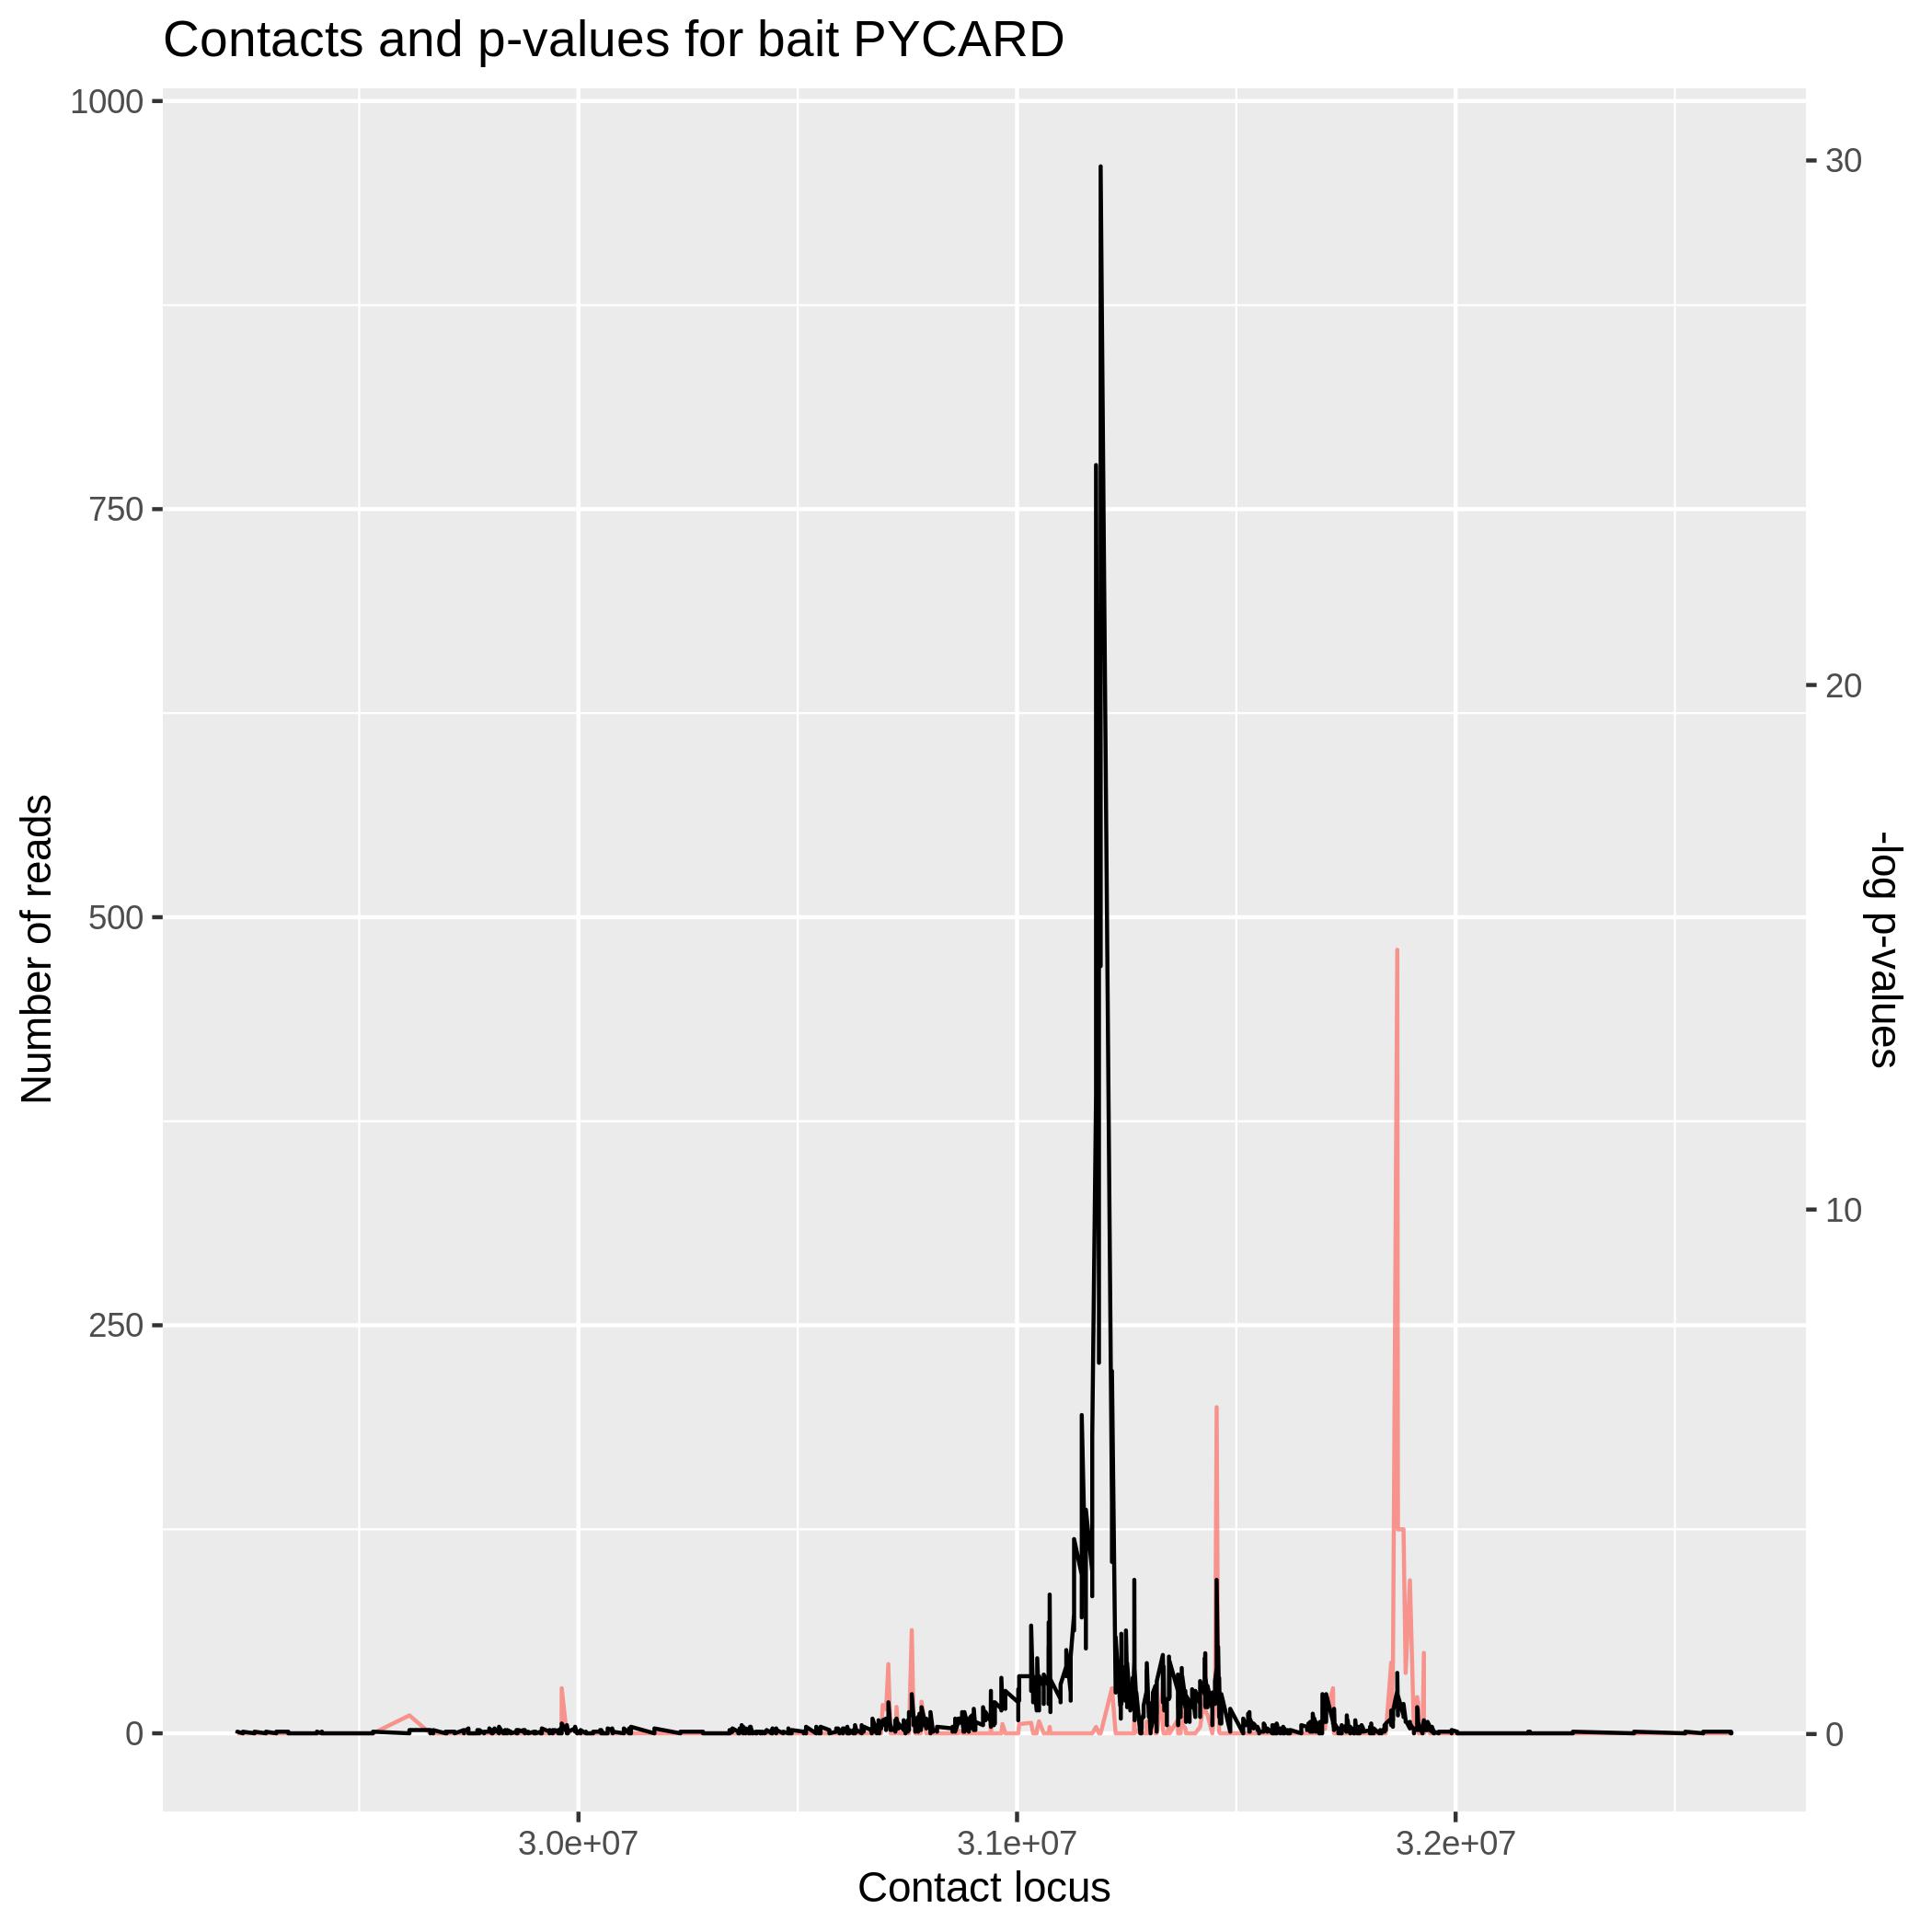 Contacts and p-values for bait PYCARD
1000
750
500
250
0
Number of reads
30
20
10
0
-log p-values
3.0e+07
3.1e+07
3.2e+07
Contact locus